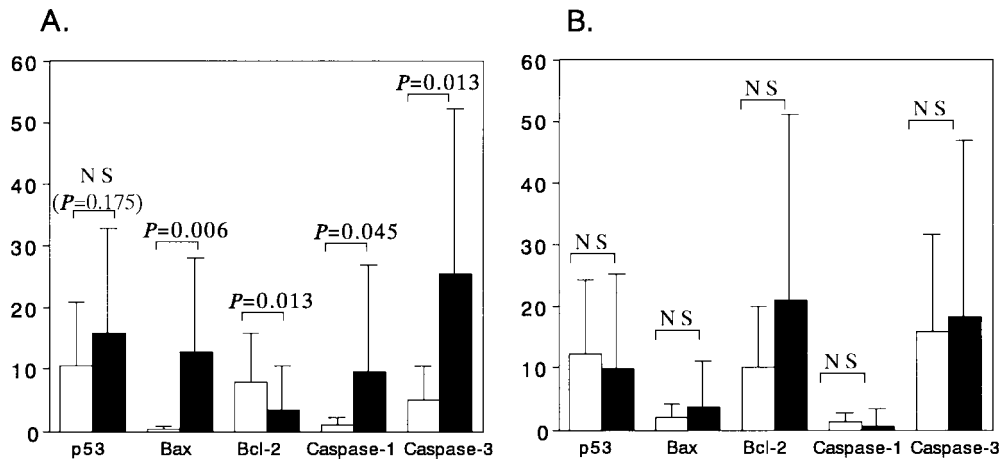 A.
60
50
40
30
20
10
0
NS
(P=0.175)
P=0.006
P=0.013
P=0.045
P=0.013
p53
Bax
Bcl-2
Caspase-1
Caspase-3
B.
60
50
40
30
20
10
0
NS
NS
NS
NS
NS
p53
Bax
Bcl-2
Caspase-1
Caspase-3